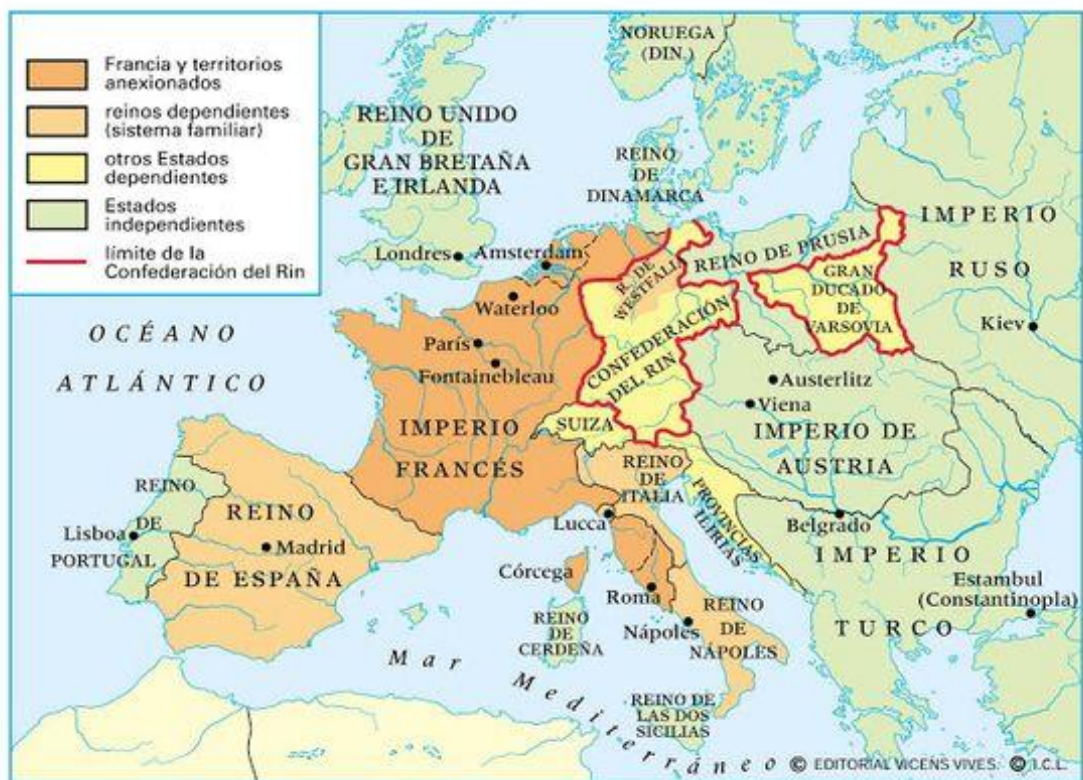 Francia y territorios
anexionados
reinos dependientes
(sistema familiar)
otros Estados
dependientes
Estados
independientes
límite de la
Confederación del Rin
NORUEGA
(DIN.)
REINO UNIDO
DE
GRAN BRETAÑA
E IRLANDA
REINO
DE
DINAMARCA
IMPERIO
RUSO
Londres
Amsterdam
REINO DE PRUSIA
R. DE
WESTFALIA
GRAN
DUCADO
DE
VARSOVIA
Waterloo
Kiev
OCÉANO
ATLÁNTICO
París
Fontainebleau
CONFEDERACIÓN
DEL RIN
Austerlitz
Viena
IMPERIO
FRANCÉS
SUIZA
IMPERIO DE
AUSTRIA
REINO
DE
ITALIA
PROVINCIAS
ILIRIAS
REINO
DE
PORTUGAL
Lisboa
REINO
DE ESPAÑA
Madrid
Lucca
Belgrado
IMPERIO
TURCO
Córcega
Roma
Estambul
(Constantinopla)
Nápoles
REINO
DE
NÁPOLES
REINO
DE
CERDEÑA
Mar Mediterráneo
REINO DE
LAS DOS
SICILIAS
© EDITORIAL VICENS VIVES. © I.C.L.